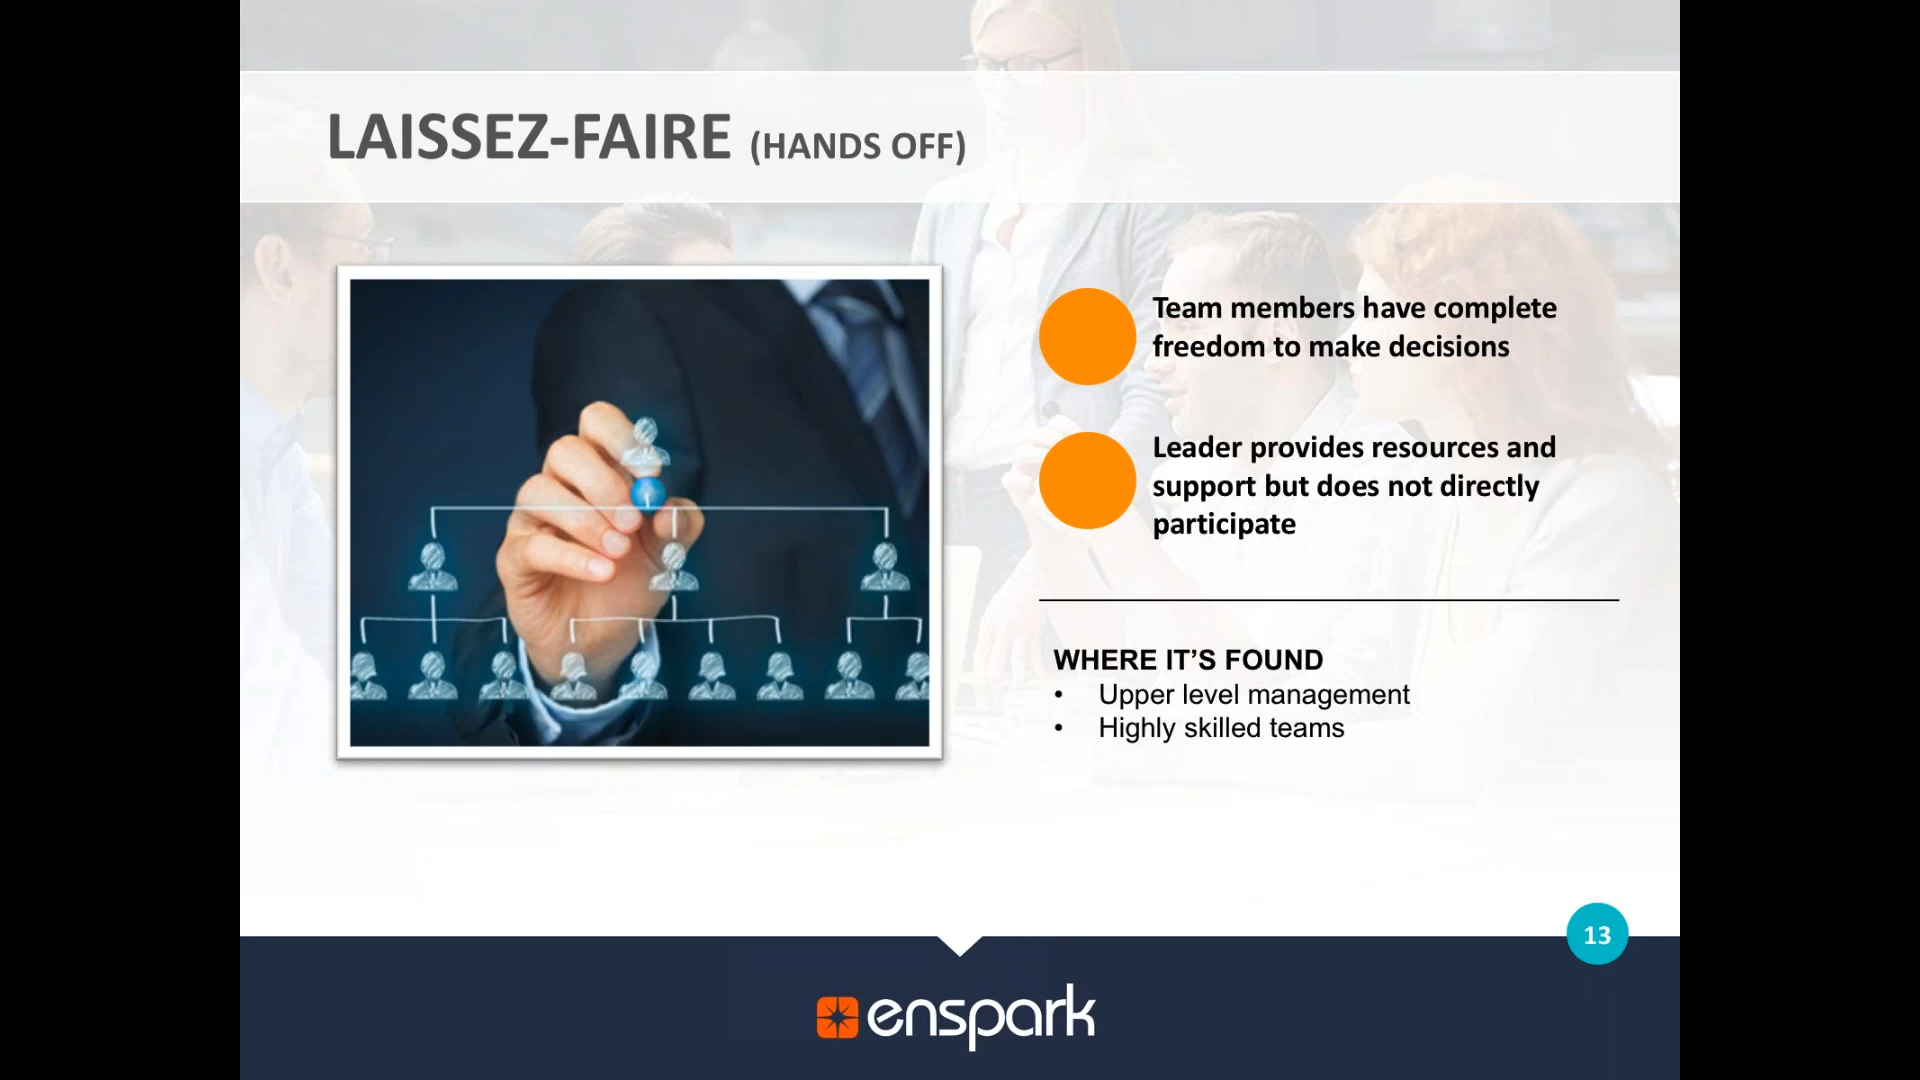 LAISSEZ-FAIRE (HANDS OFF)
Team members have complete
freedom to make decisions
Leader provides resources and
support but does not directly
participate
WHERE IT’S FOUND
• Upper level management
• Highly skilled teams
13
enspark